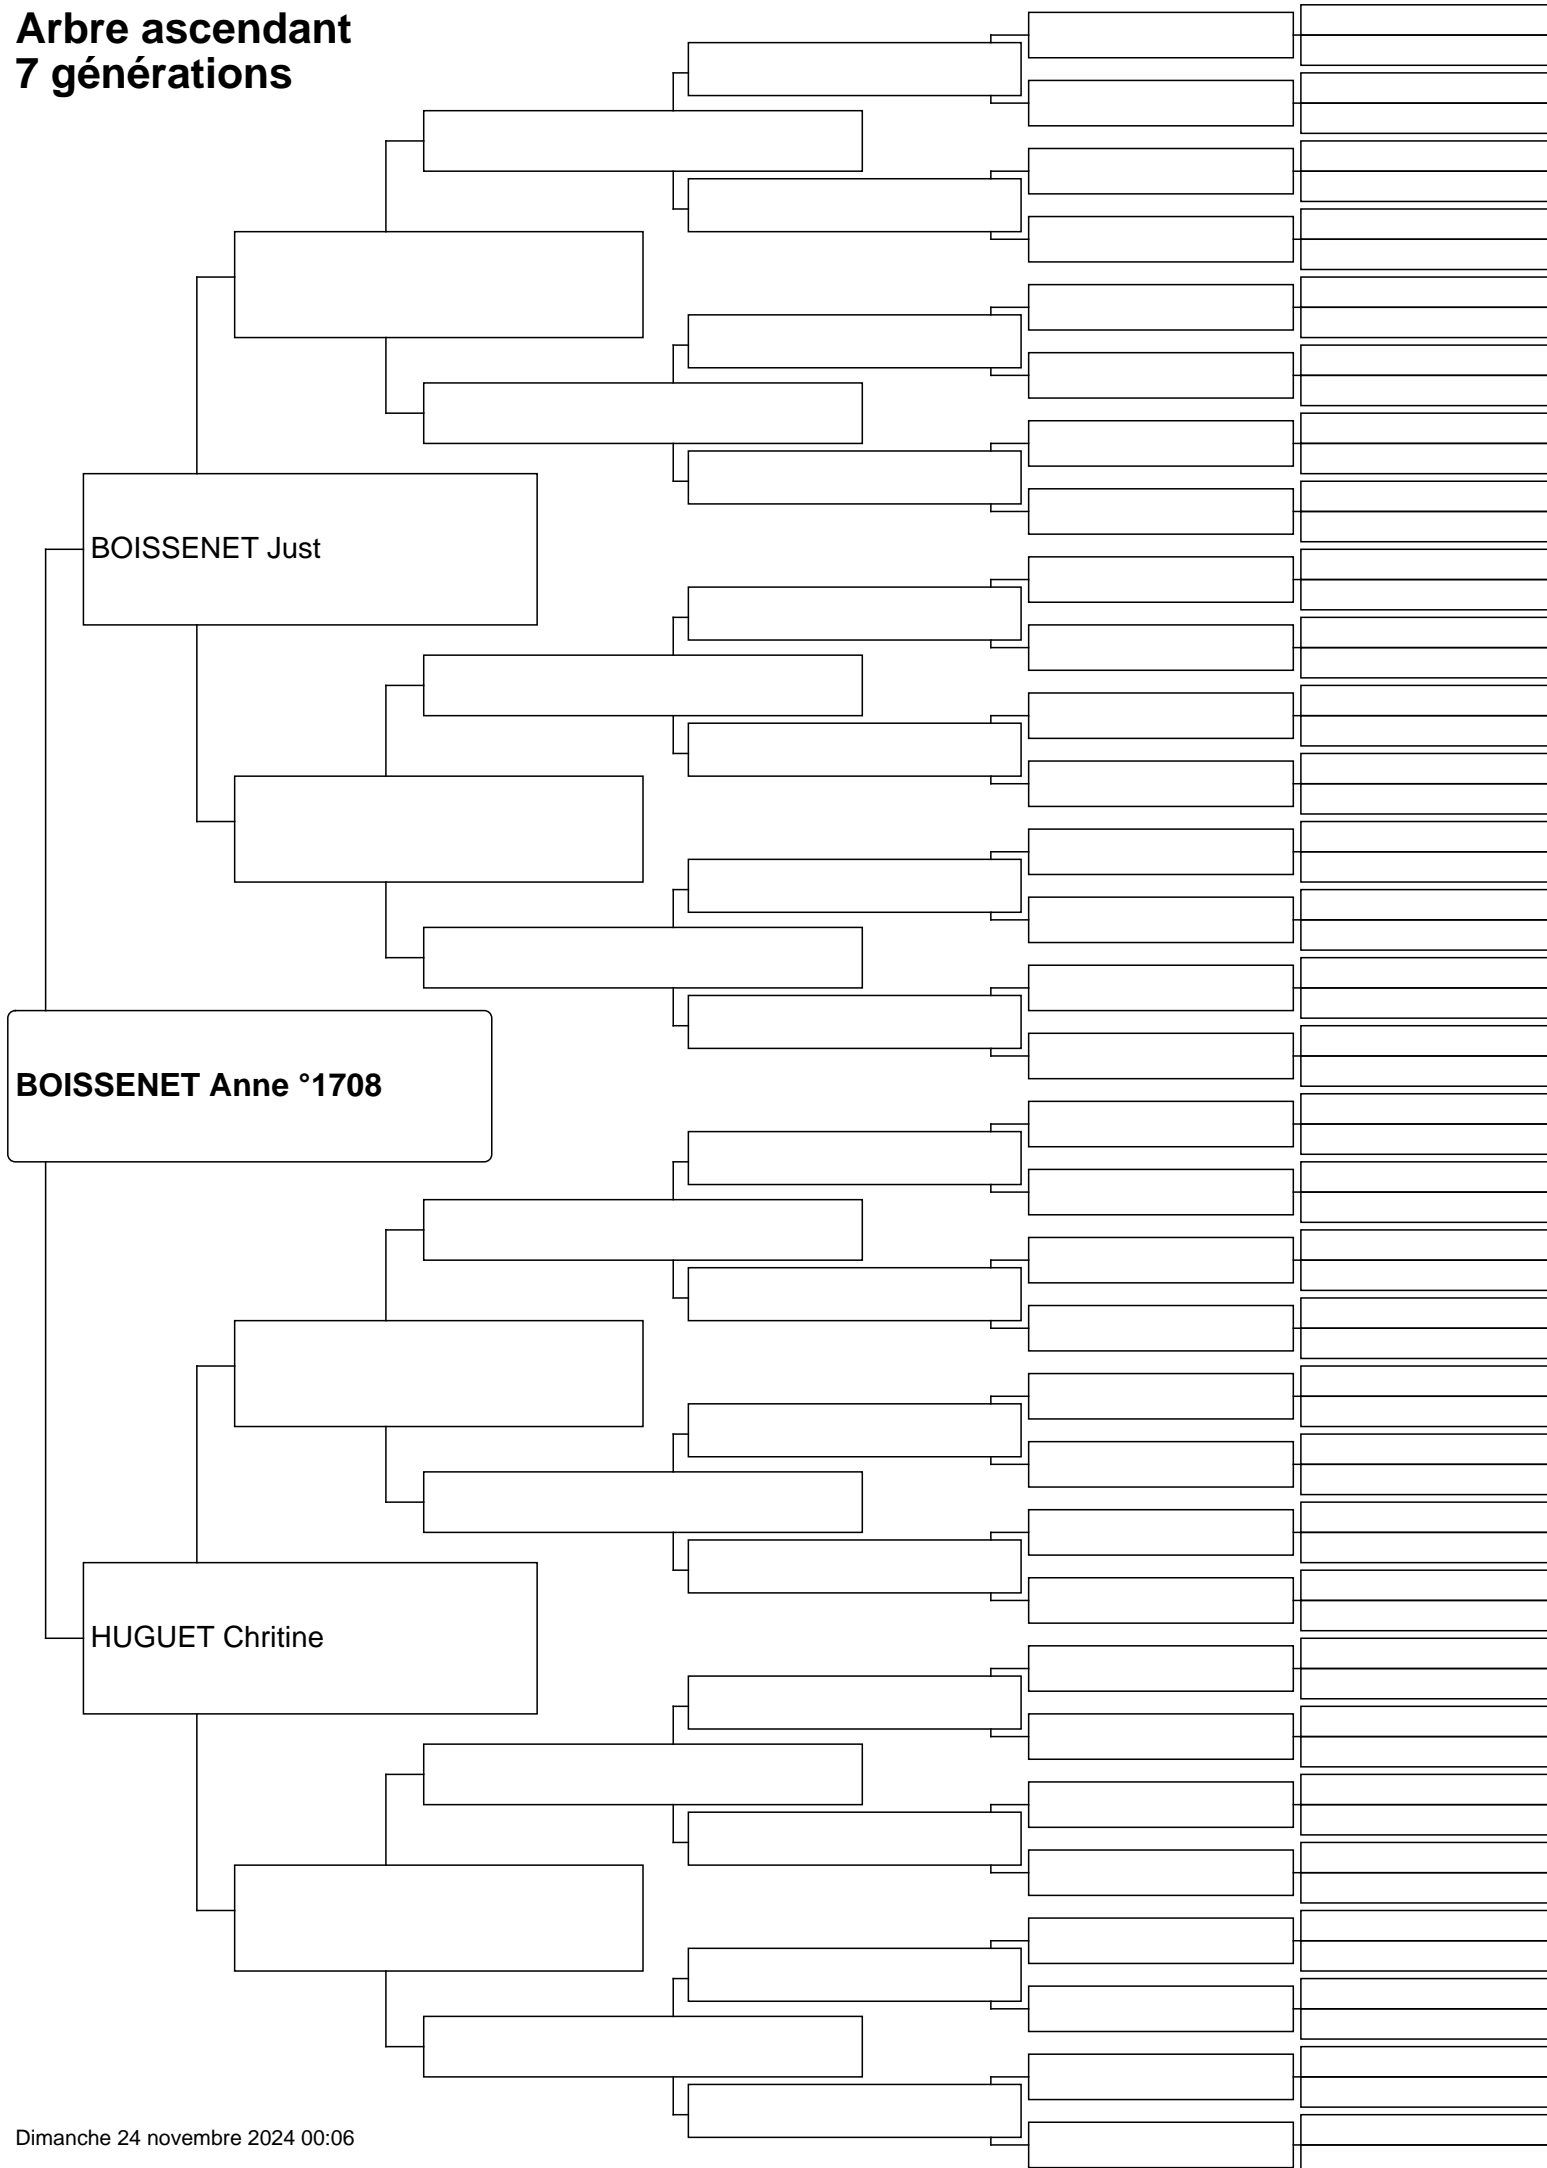 Arbre ascendant
7 générations
BOISSENET Just
BOISSENET Anne °1708
HUGUET Chritine
Dimanche 24 novembre 2024 00:06